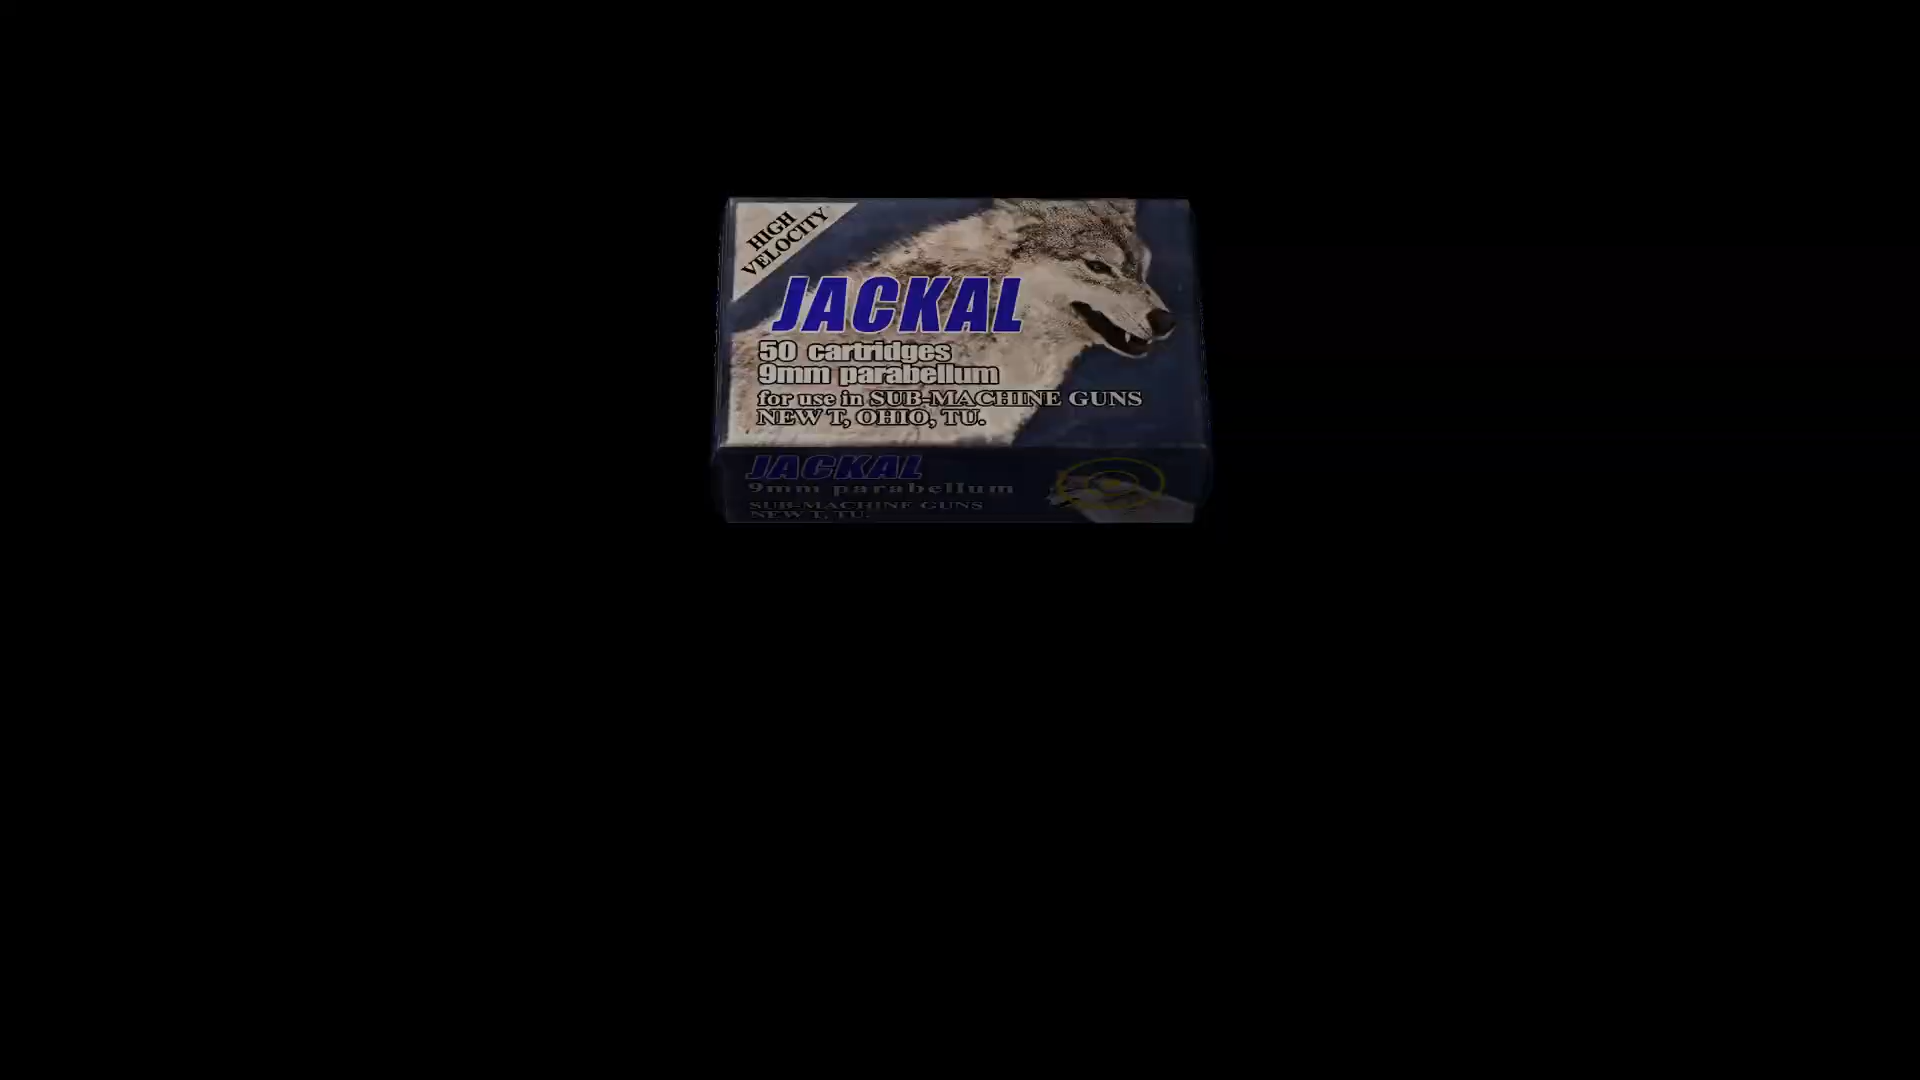 HIGH
VELOCITY
JACKAL
50 cartridges
9mm parabellum
for use in SUB-MACHINE GUNS
NEW T, OHIO, TU.
JACKAL
9mm parabellum
SUB-MACHINE GUNS
NEW T, TU.